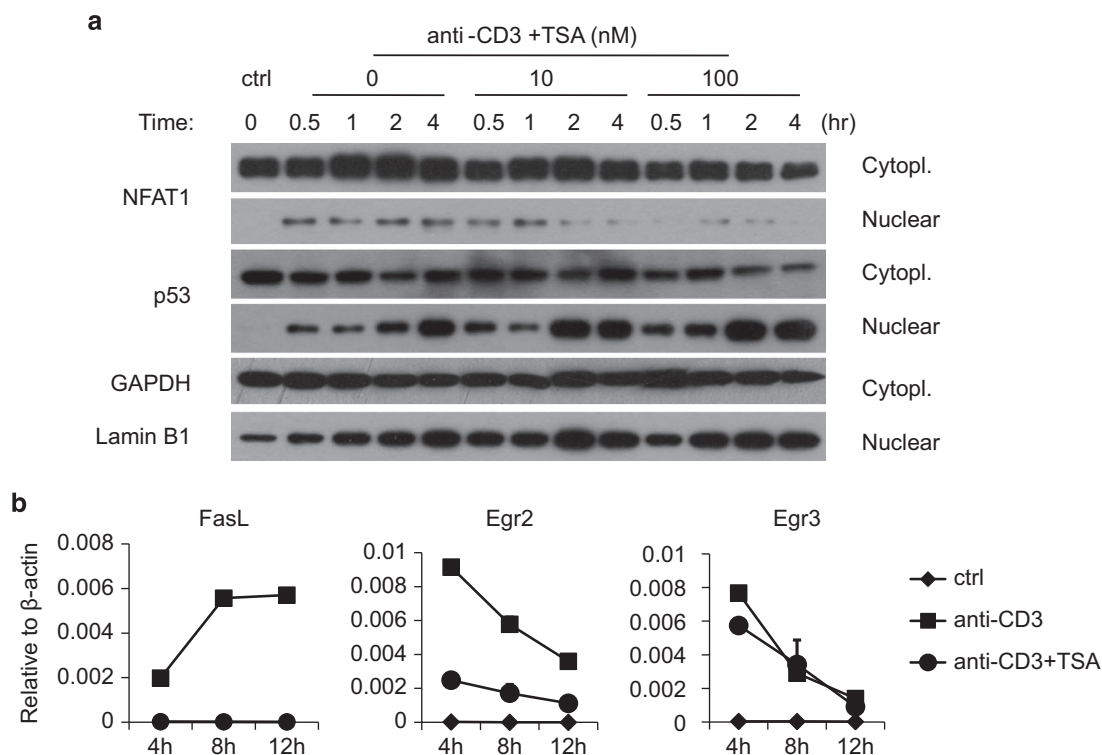 a
anti -CD3 +TSA (nM)
ctrl 0 10 100
Time: 0 0.5 1 2 4 0.5 1 2 4 0.5 1 2 4 (hr)
NFAT1
Cytopl.
Nuclear
p53
Cytopl.
Nuclear
GAPDH
Cytopl.
Lamin B1
Nuclear
b
FasL
Relative to β-actin
0.008
0.006
0.004
0.002
0
4h 8h 12h
Egr2
0.01
0.008
0.006
0.004
0.002
0
4h 8h 12h
Egr3
0.01
0.008
0.006
0.004
0.002
0
4h 8h 12h
ctrl
anti-CD3
anti-CD3+TSA